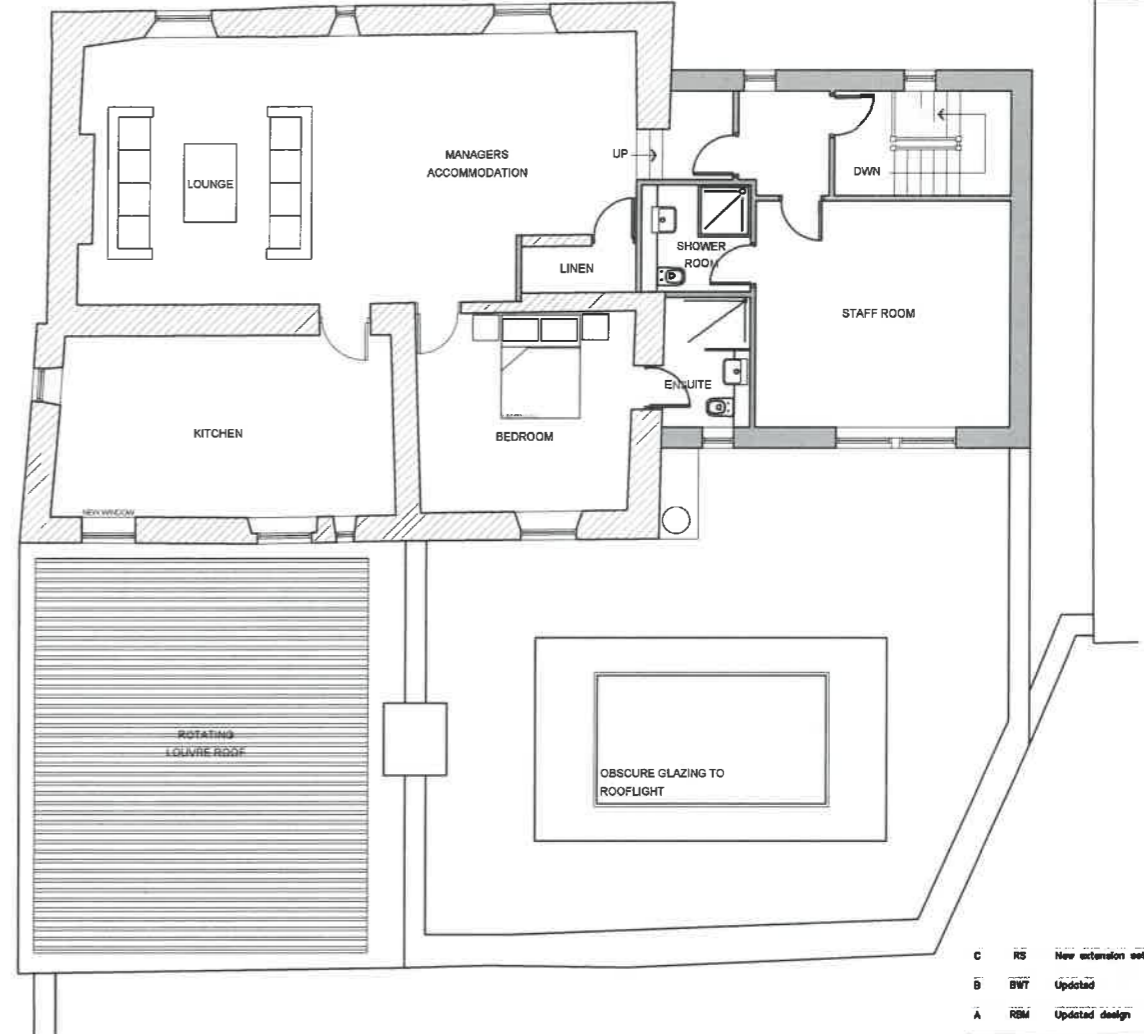 MANAGERS
ACCOMMODATION
UP
LOUNGE
DWN
SHOWER
ROOM
LINEN
STAFF ROOM
ENSUITE
KITCHEN
BEDROOM
NEW WINDOW
ROTATING
LOUVRE ROOF
OBSCURE GLAZING TO
ROOFLIGHT
C RS New extension
B BWT Updated
A RBM Updated design